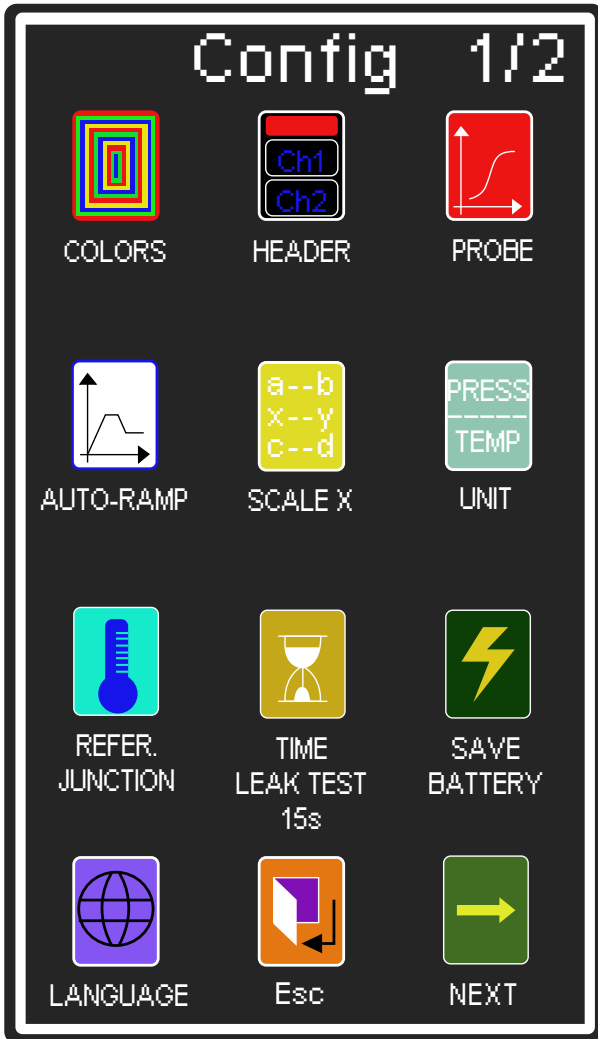 Config 1/2
Ch1
Ch2
COLORS HEADER PROBE
a--b
x--y
c--d
PRESS
-----
TEMP
AUTO-RAMP SCALE X UNIT
REFER.
JUNCTION
TIME
LEAK TEST
15s
SAVE
BATTERY
LANGUAGE Esc NEXT